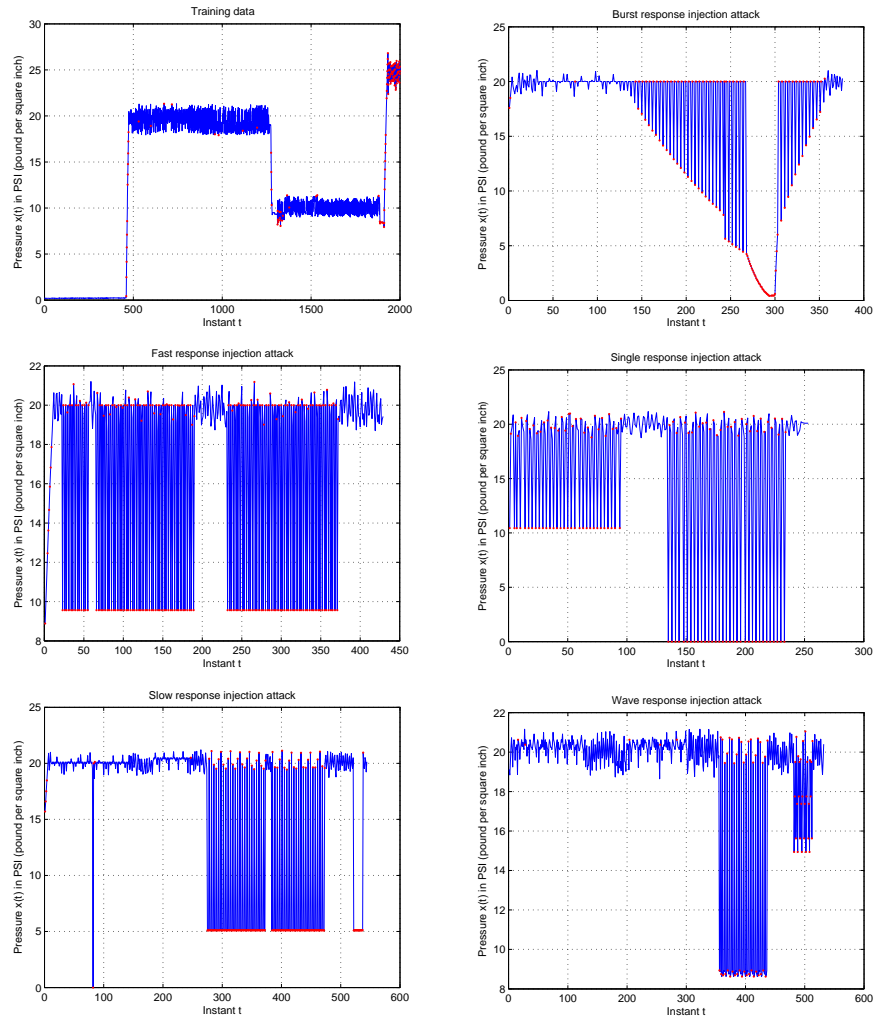 Training data
Pressure x(t) in PSI (pound per square inch)
30
25
20
15
10
5
0
0 500 1000 1500 2000
Instant t
Burst response injection attack
Pressure x(t) in PSI (pound per square inch)
25
20
15
10
5
0
0 50 100 150 200 250 300 350 400
Instant t
Fast response injection attack
Pressure x(t) in PSI (pound per square inch)
22
20
18
16
14
12
10
8
0 50 100 150 200 250 300 350 400 450
Instant t
Single response injection attack
Pressure x(t) in PSI (pound per square inch)
25
20
15
10
5
0
0 50 100 150 200 250 300
Instant t
Slow response injection attack
Pressure x(t) in PSI (pound per square inch)
25
20
15
10
5
0
0 100 200 300 400 500 600
Instant t
Wave response injection attack
Pressure x(t) in PSI (pound per square inch)
22
20
18
16
14
12
10
8
0 100 200 300 400 500 600
Instant t